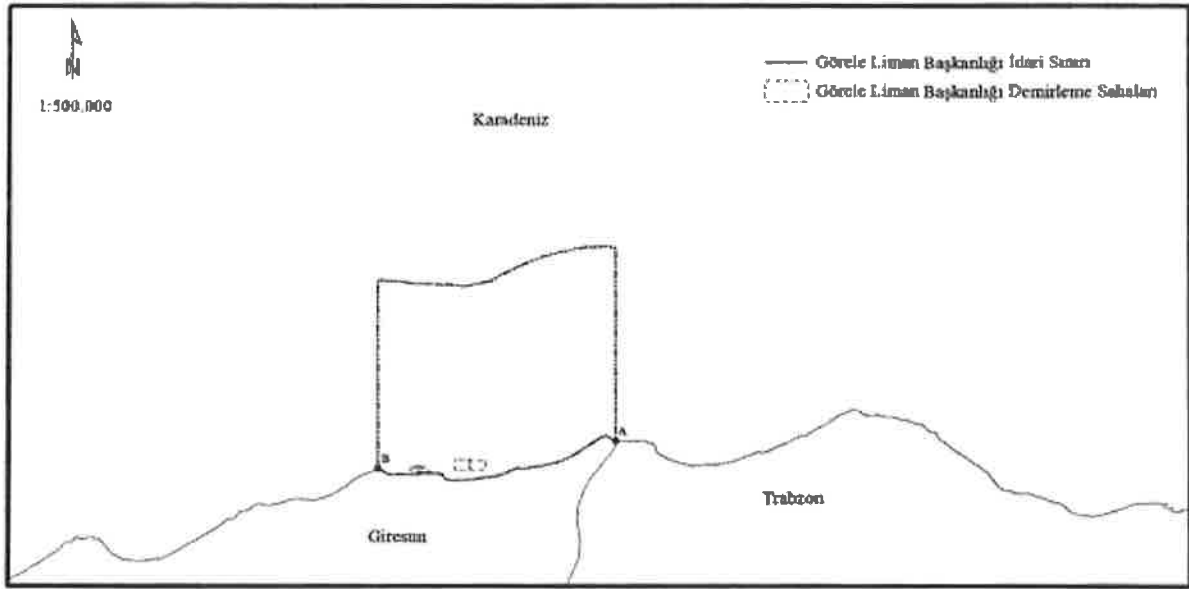 N
1:500.000
Görele Liman Başkanlığı İdari Sınırı
Görele Liman Başkanlığı Demirleme Sahaları
Karadeniz
A
B
Trabzon
Giresun